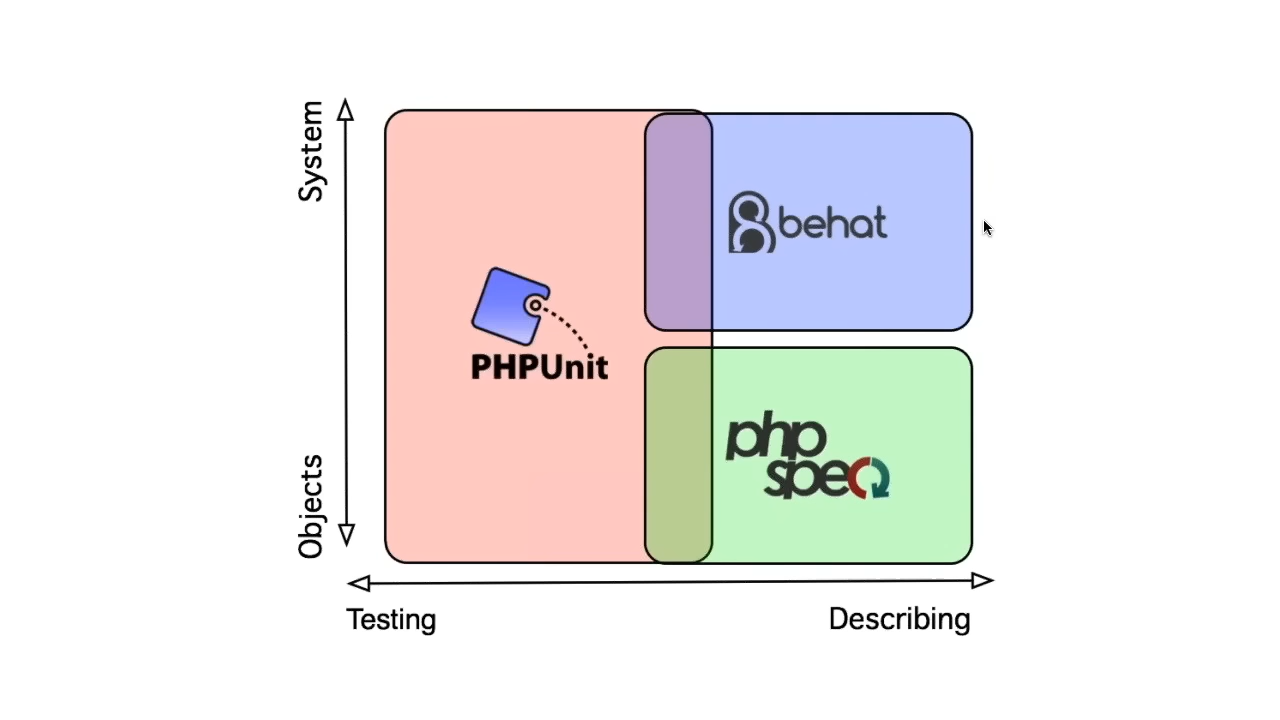 System
behat
PHPUnit
php
spec
Objects
Testing
Describing